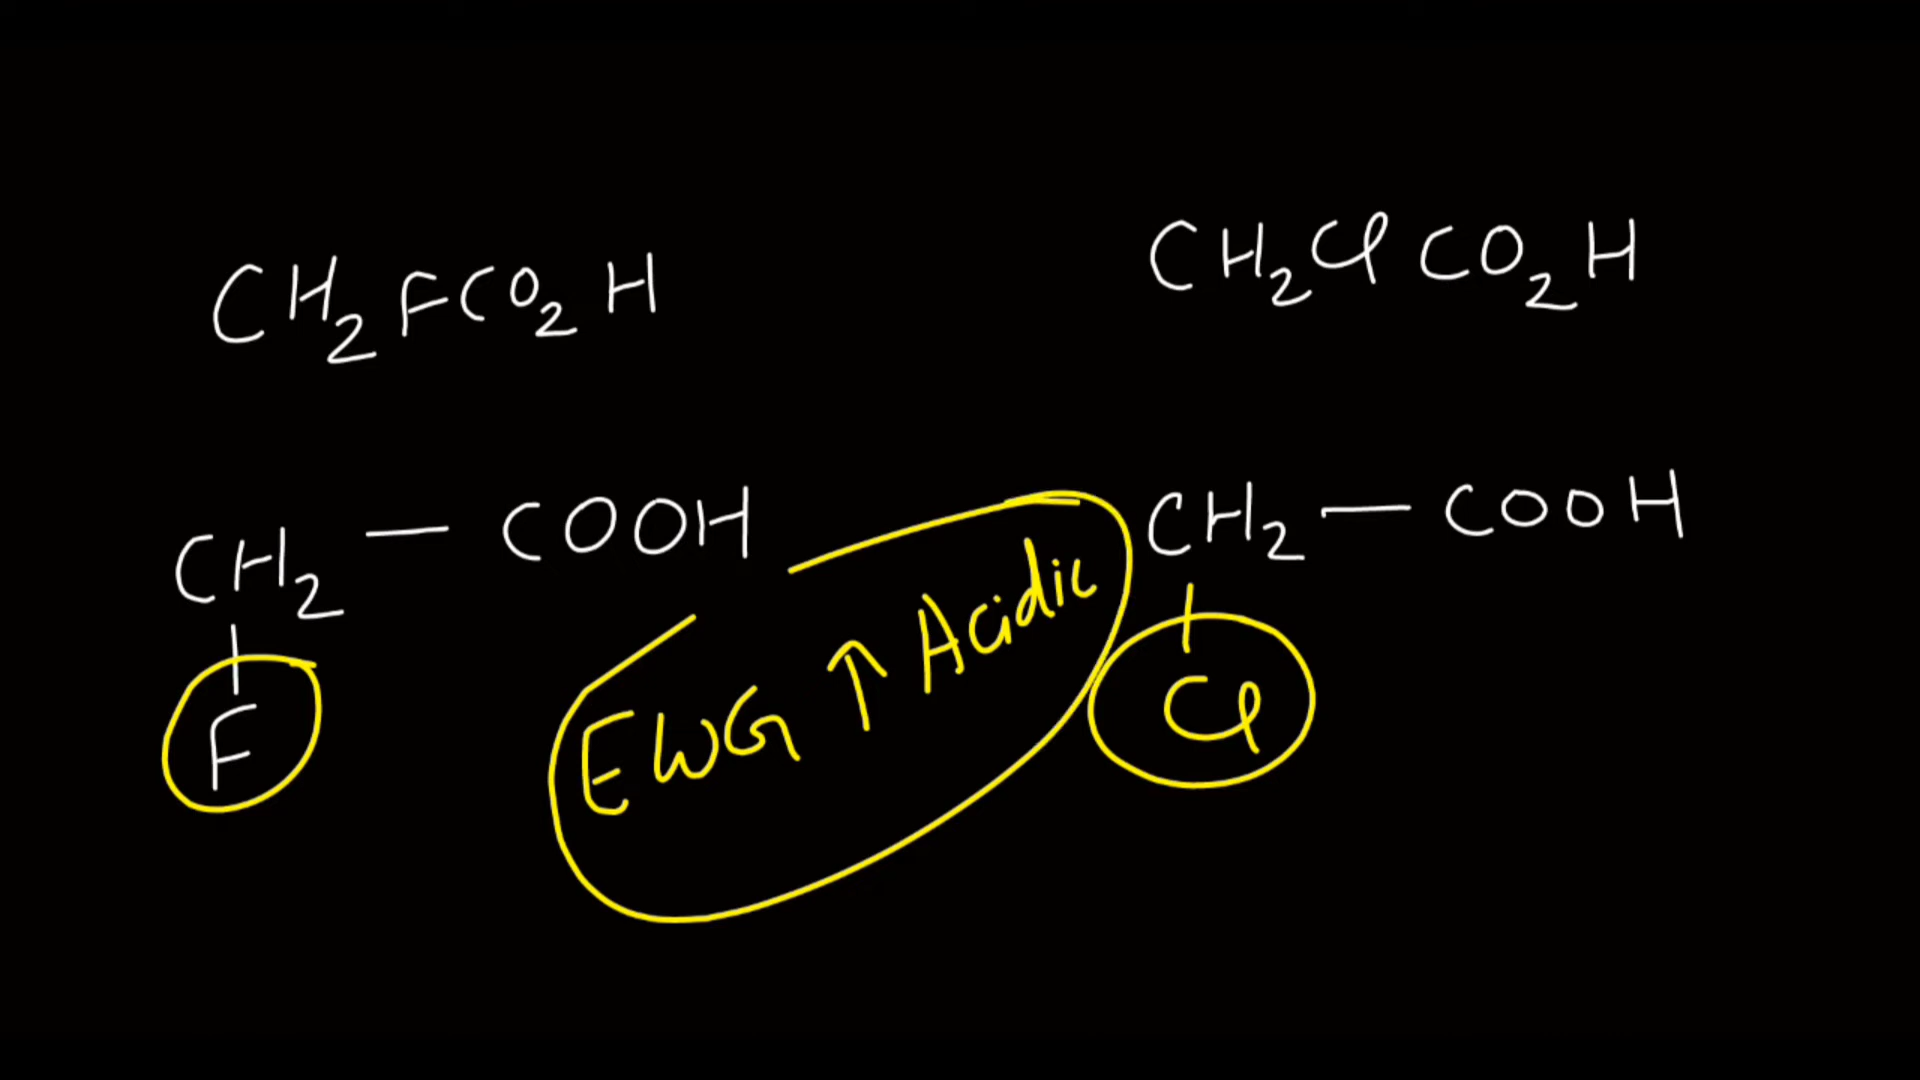 CH₂FCO₂H
CH₂ClCO₂H
CH₂ — COOH
F
CH₂ — COOH
Cl
EWG ↑ Acidic